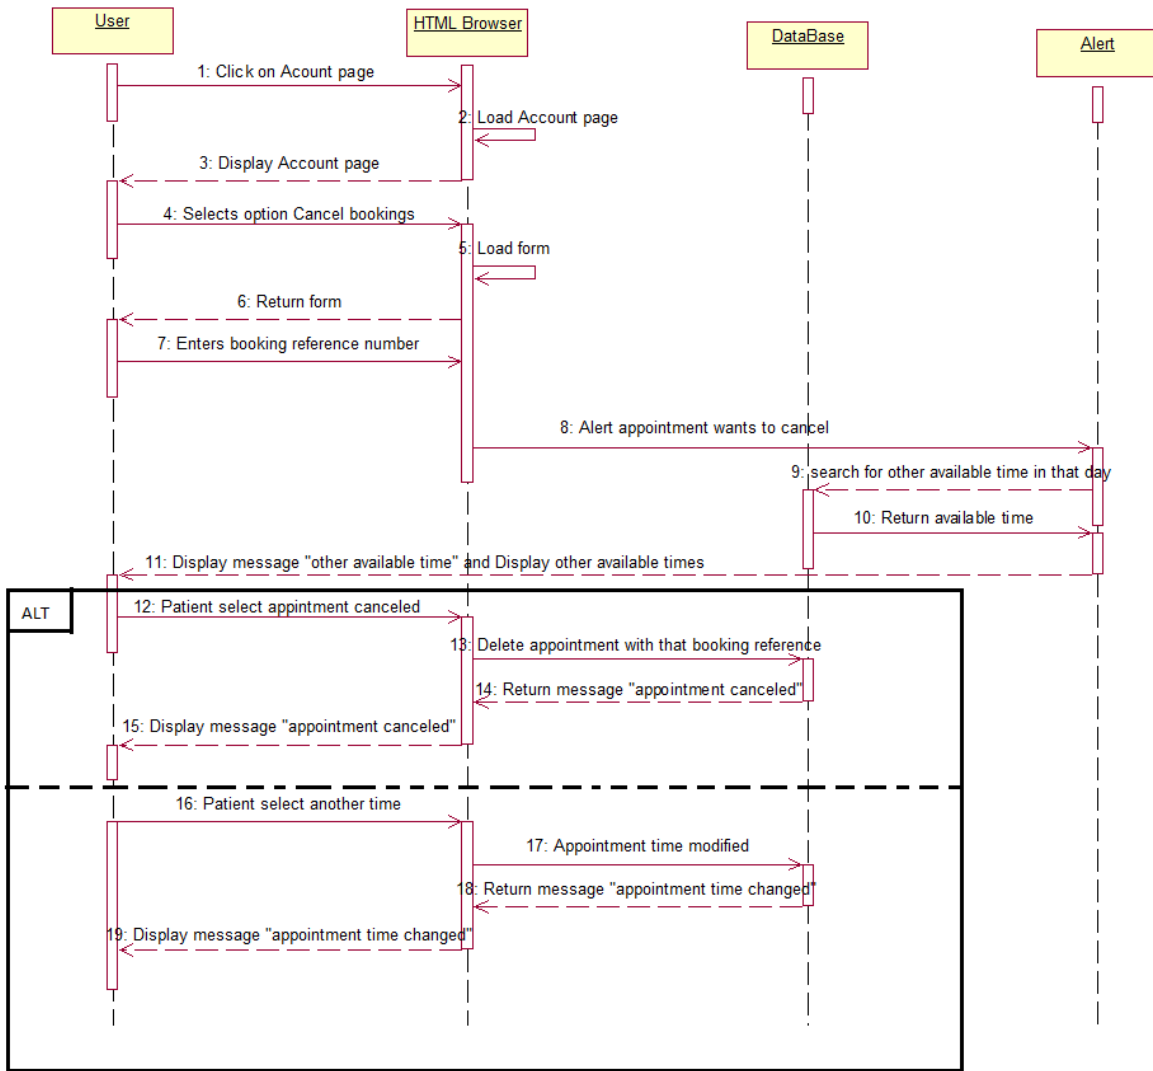 User
HTML Browser
DataBase
Alert
1: Click on Acount page
2: Load Account page
3: Display Account page
4: Selects option Cancel bookings
5: Load form
6: Return form
7: Enters booking reference number
8: Alert appointment wants to cancel
9: search for other available time in that day
10: Return available time
11: Display message "other available time" and Display other available times
ALT
12: Patient select appintment canceled
13: Delete appointment with that booking reference
14: Return message "appointment canceled"
15: Display message "appointment canceled"
16: Patient select another time
17: Appointment time modified
18: Return message "appointment time changed"
19: Display message "appointment time changed"